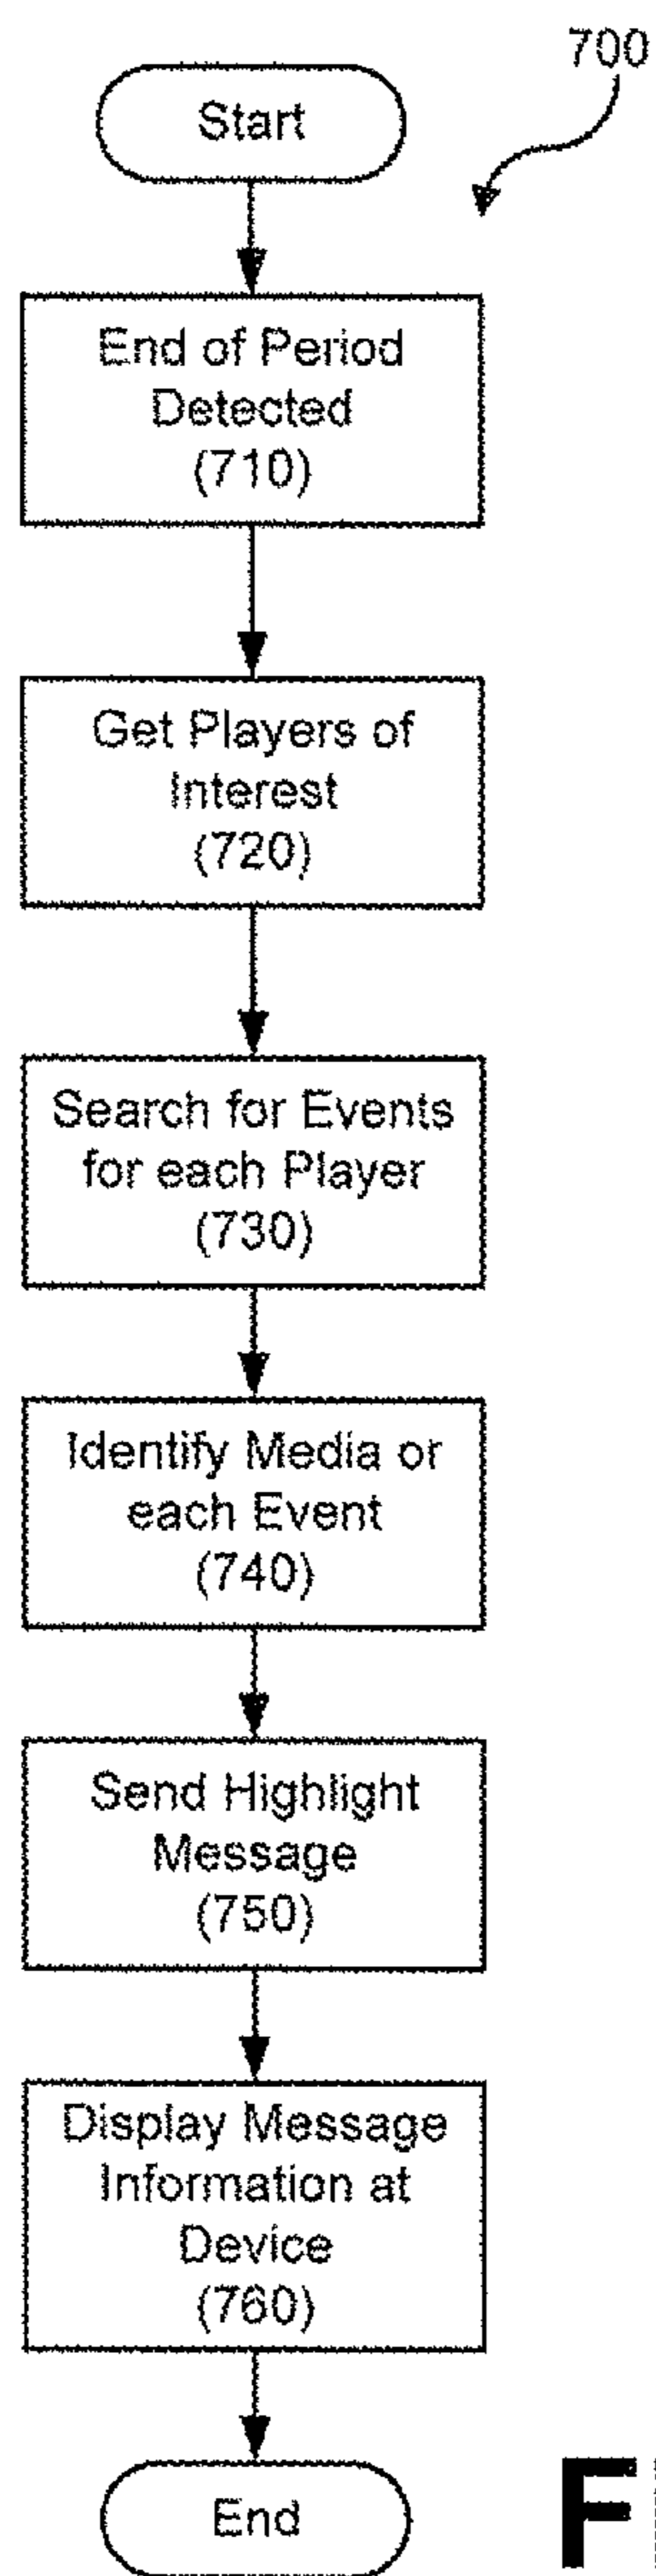 700
Start
End of Period
Detected
(710)
Get Players of
Interest
(720)
Search for Events
for each Player
(730)
Identify Media or
each Event
(740)
Send Highlight
Message
(750)
Display Message
Information at
Device
(760)
End
F